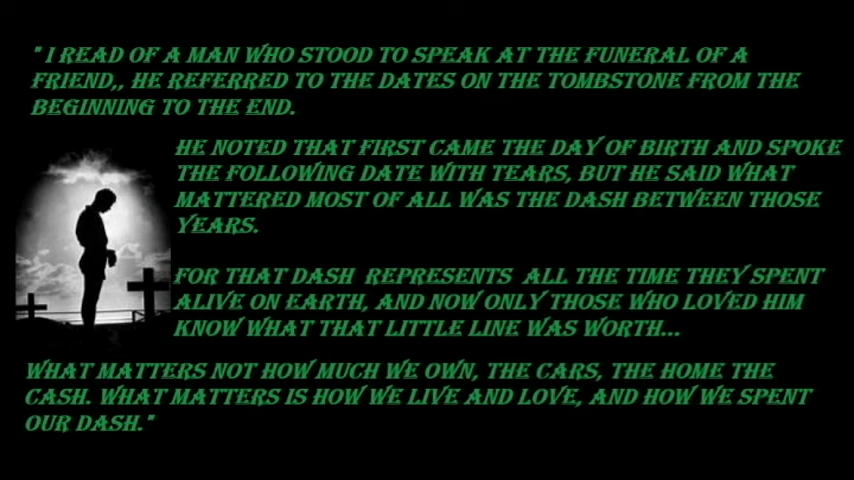 " I READ OF A MAN WHO STOOD TO SPEAK AT THE FUNERAL OF A
FRIEND,, HE REFERRED TO THE DATES ON THE TOMBSTONE FROM THE
BEGINNING TO THE END.
HE NOTED THAT FIRST CAME THE DAY OF BIRTH AND SPOKE
THE FOLLOWING DATE WITH TEARS, BUT HE SAID WHAT
MATTERED MOST OF ALL WAS THE DASH BETWEEN THOSE
YEARS.
FOR THAT DASH REPRESENTS ALL THE TIME THEY SPENT
ALIVE ON EARTH, AND NOW ONLY THOSE WHO LOVED HIM
KNOW WHAT THAT LITTLE LINE WAS WORTH...
WHAT MATTERS NOT HOW MUCH WE OWN, THE CARS, THE HOME THE
CASH. WHAT MATTERS IS HOW WE LIVE AND LOVE, AND HOW WE SPENT
OUR DASH."